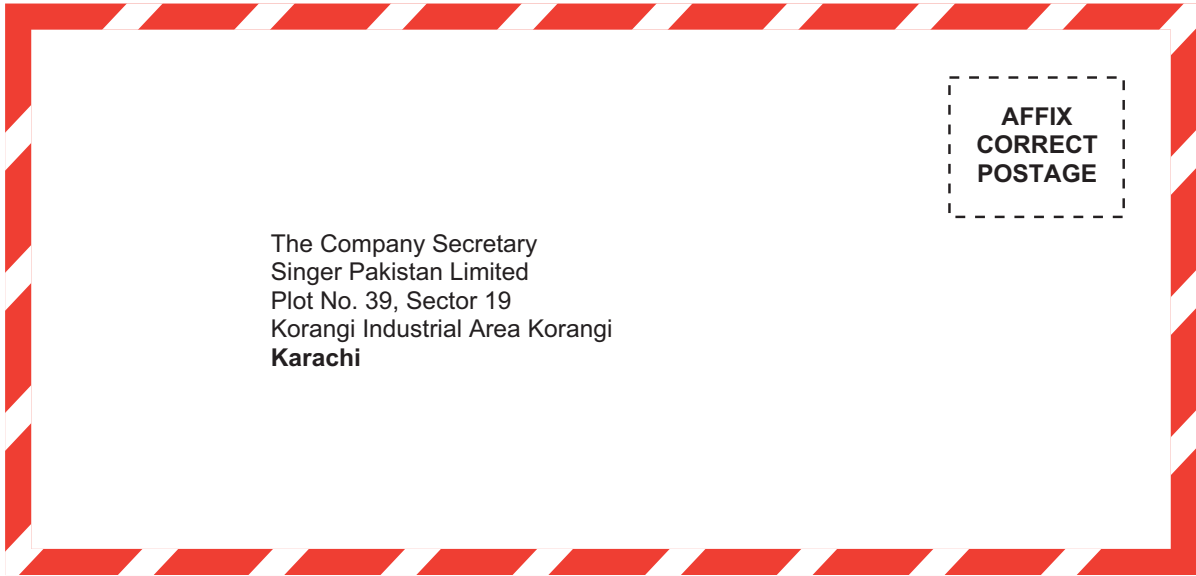 AFFIX
CORRECT
POSTAGE
The Company Secretary
Singer Pakistan Limited
Plot No. 39, Sector 19
Korangi Industrial Area Korangi
Karachi